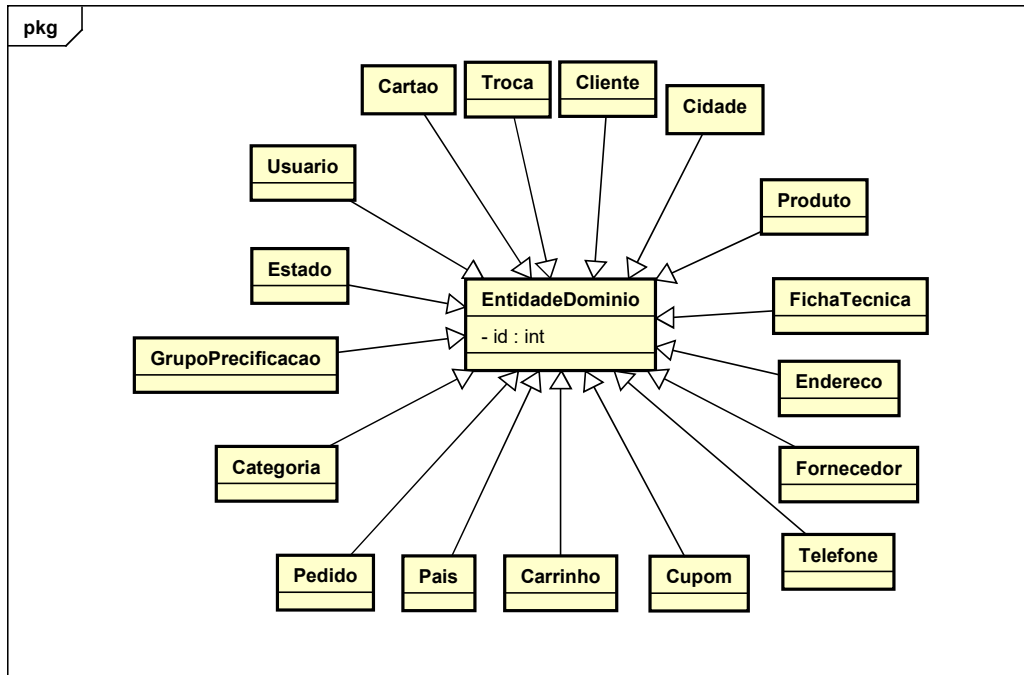 pkg
Cartao
Troca
Cliente
Cidade
Usuario
Produto
Estado
EntidadeDominio
- id : int
FichaTecnica
GrupoPrecificacao
Endereco
Categoria
Fornecedor
Pedido
Pais
Carrinho
Cupom
Telefone